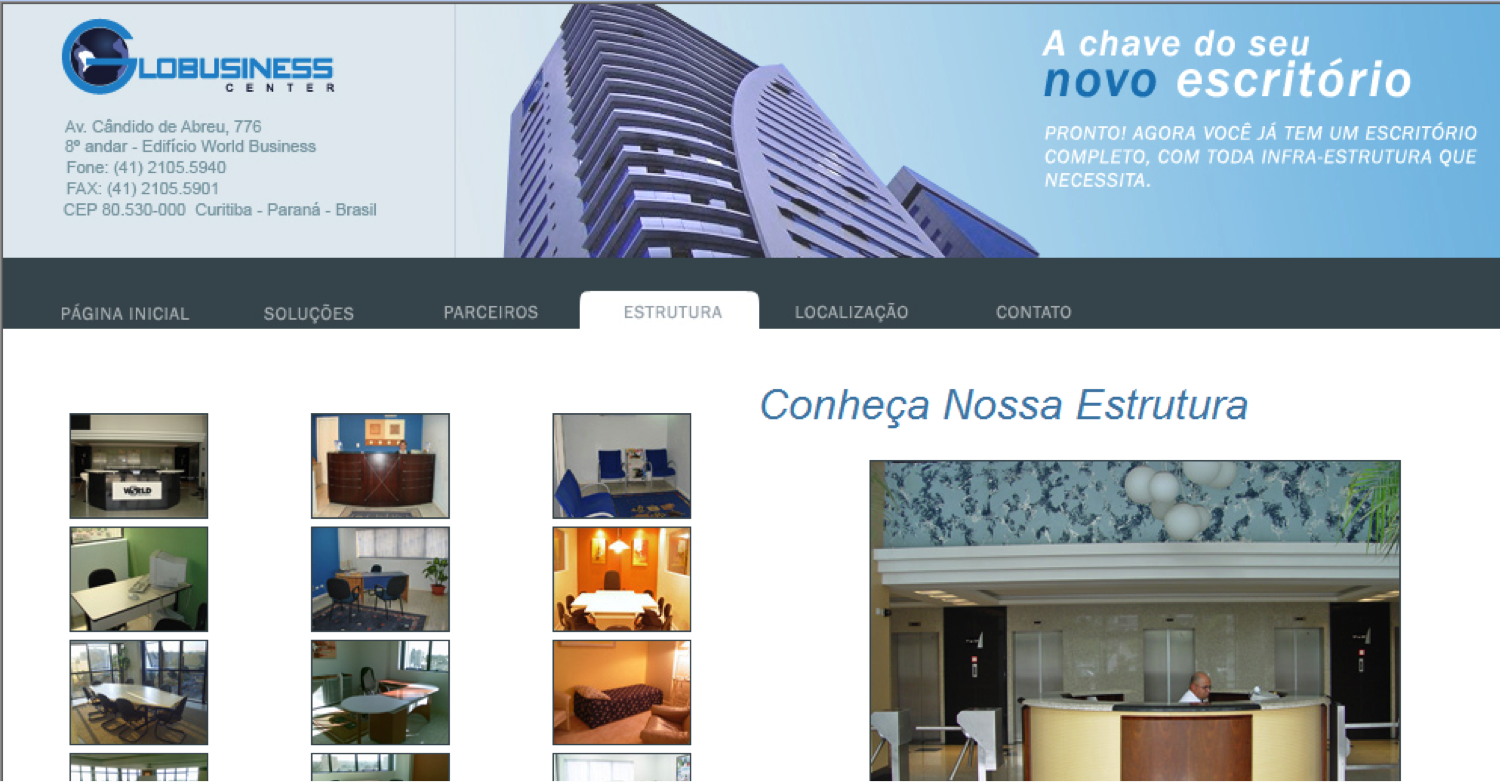 GLOBUSINESS
CENTER
Av. Cândido de Abreu, 776
8º andar - Edifício World Business
Fone: (41) 2105.5940
FAX: (41) 2105.5901
CEP 80.530-000 Curitiba - Paraná - Brasil
A chave do seu
novo escritório
PRONTO! AGORA VOCÊ JÁ TEM UM ESCRITÓRIO
COMPLETO, COM TODA INFRA-ESTRUTURA QUE
NECESSITA.
PÁGINA INICIAL
SOLUÇÕES
PARCEIROS
ESTRUTURA
LOCALIZAÇÃO
CONTATO
Conheça Nossa Estrutura
WORLD